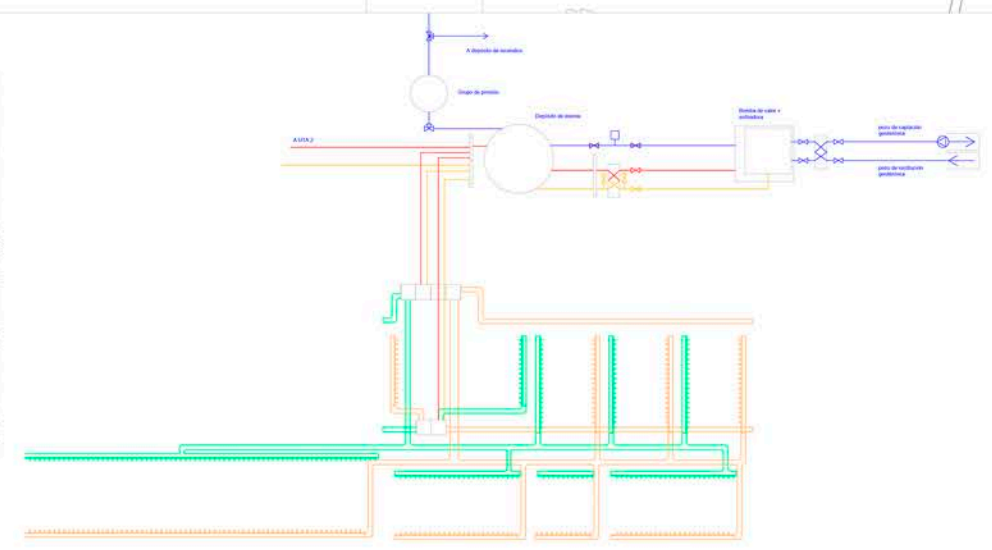 A depósito de incendios
Grupo de presión
Depósito de inercia
Bomba de calor +
enfriadora
A UTA 2
pozo de captación
geotérmica
pozo de restitución
geotérmica